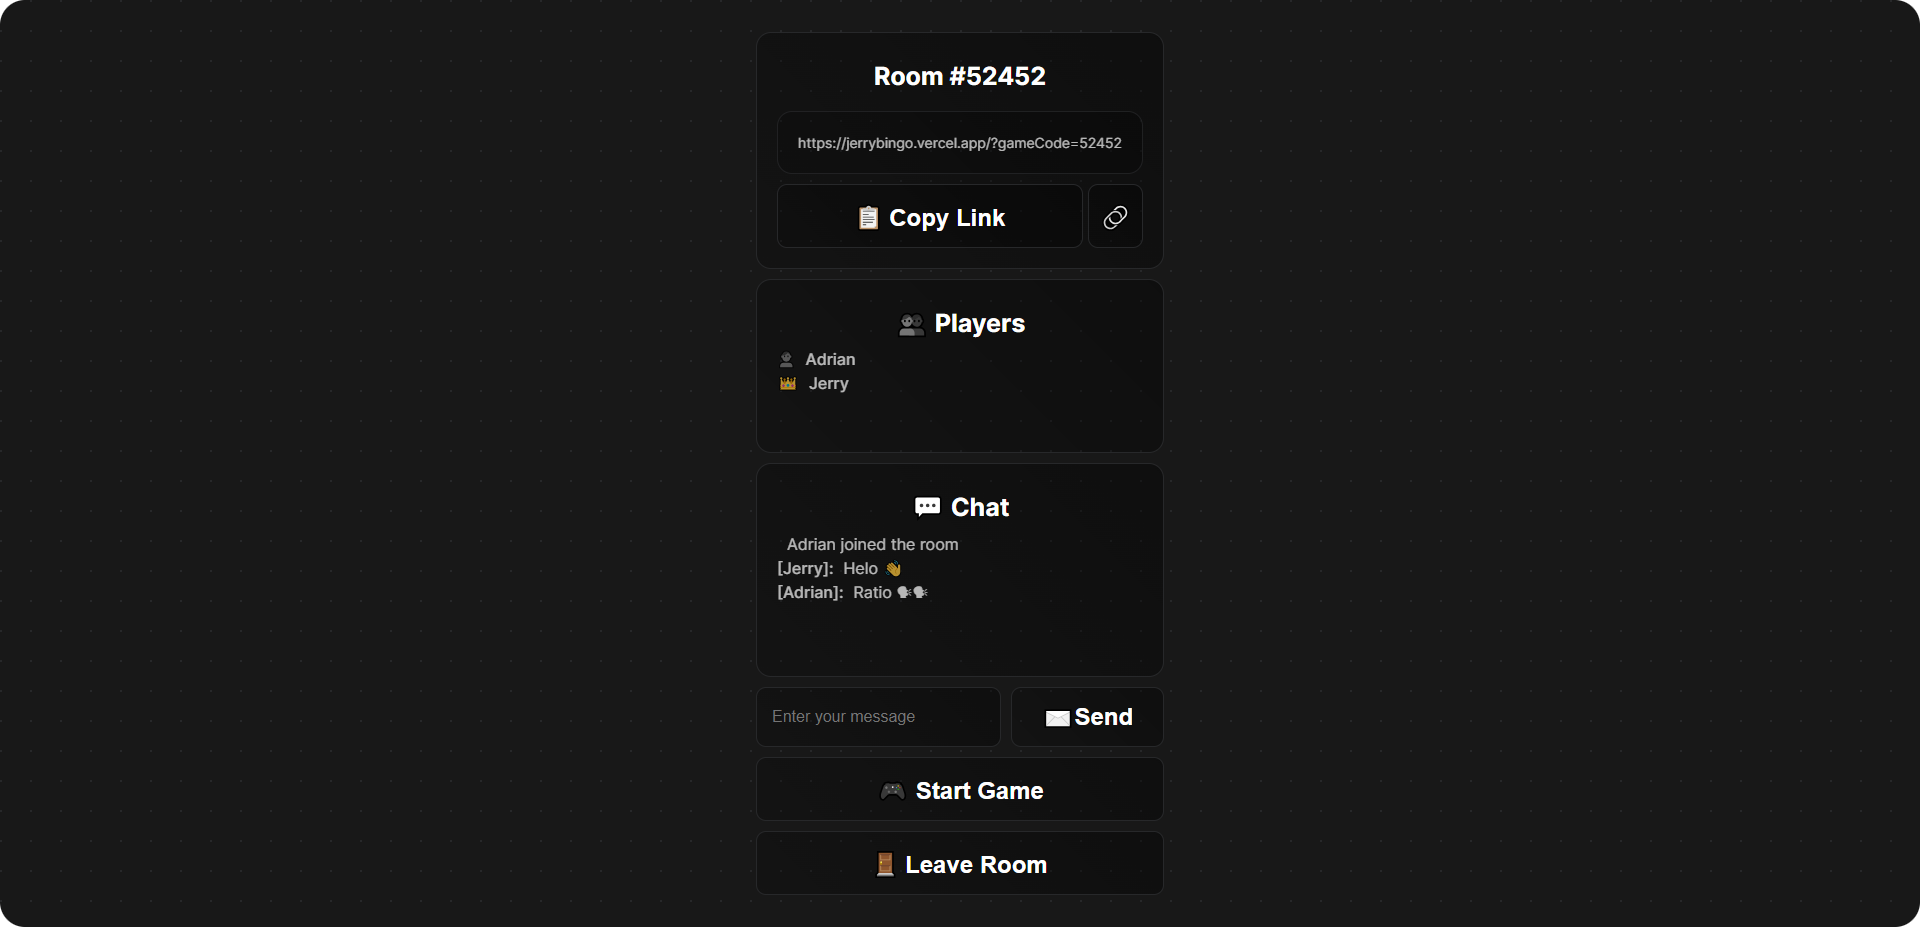 Room #52452
https://jerrybingo.vercel.app/?gameCode=52452
📋 Copy Link
👥 Players
👤 Adrian
👑 Jerry
💬 Chat
Adrian joined the room
[Jerry]: Helo 👋
[Adrian]: Ratio 🗣️🗣️
Enter your message
✉️Send
🎮 Start Game
🚪 Leave Room